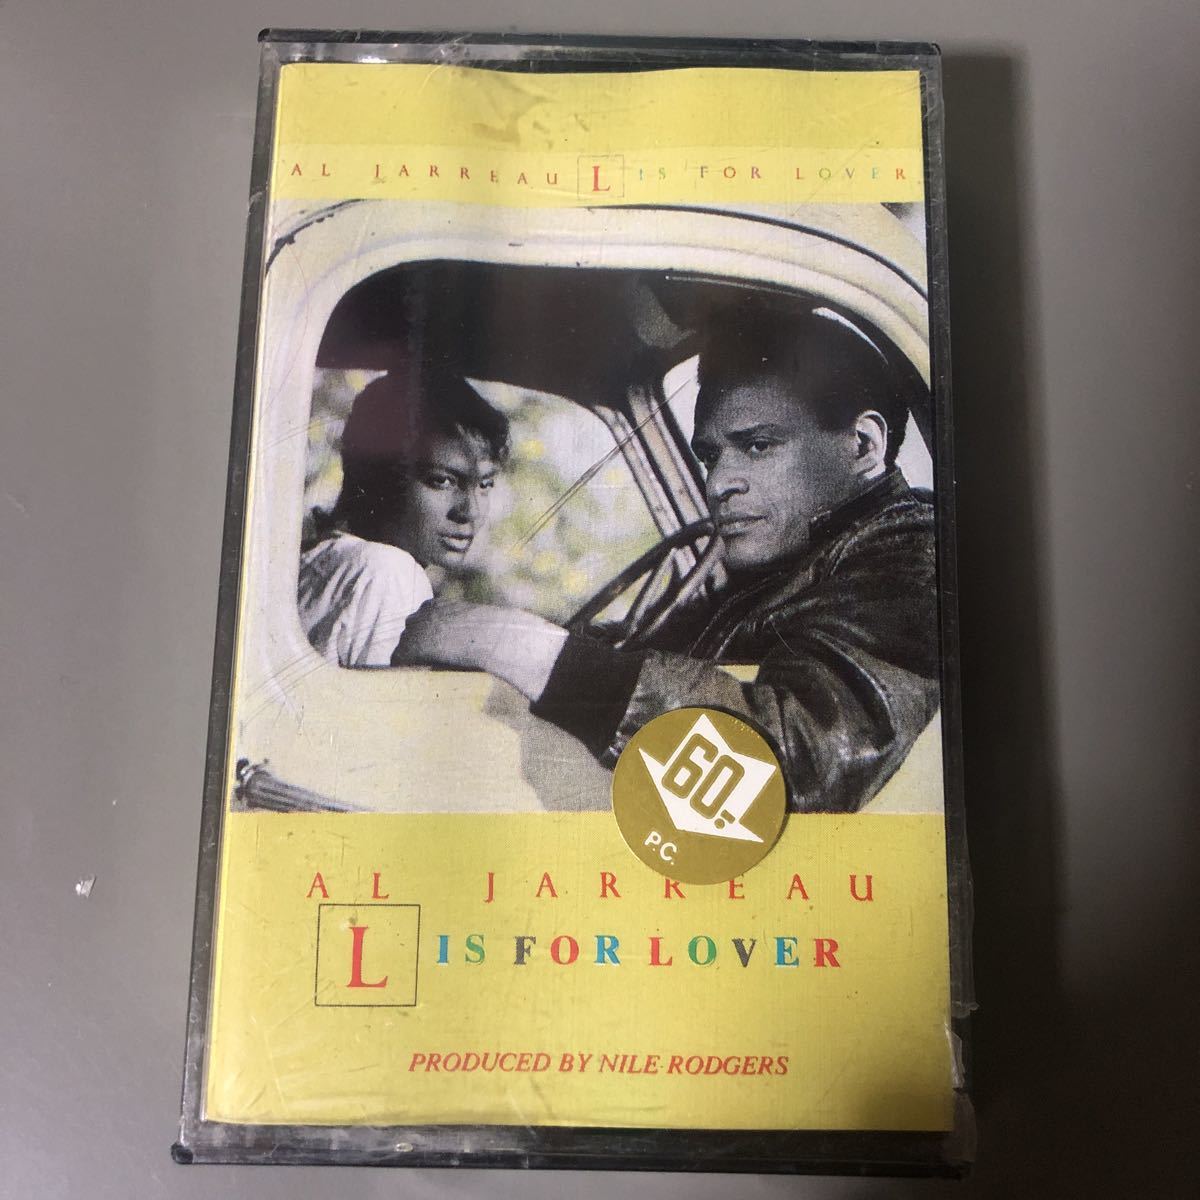 AL JARREAU L IS FOR LOVER
60.-
P.C.
AL JARREAU
L IS FOR LOVER
PRODUCED BY NILE RODGERS